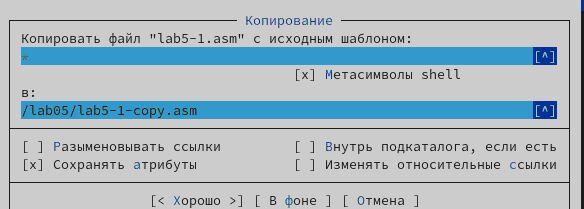 Копирование
Копировать файл "lab5-1.asm" с исходным шаблоном:
* [^]
[x] Метасимволы shell
в:
/lab05/lab5-1-copy.asm [^]
[ ] Разыменовывать ссылки [ ] Внутрь подкаталога, если есть
[x] Сохранять атрибуты [ ] Изменять относительные ссылки
[< Хорошо >] [ В фоне ] [ Отмена ]